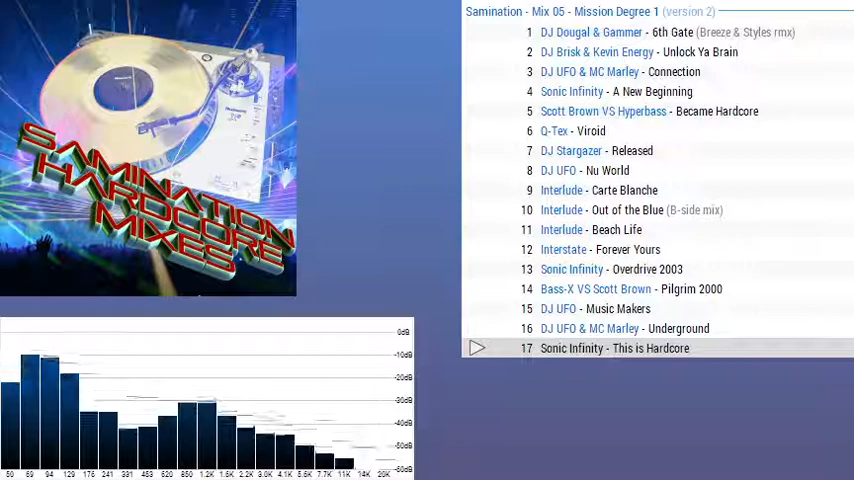 SAMINATION
HARDCORE
MIXES
Samination - Mix 05 - Mission Degree 1 (version 2)
1 DJ Dougal & Gammer - 6th Gate (Breeze & Styles rmx)
2 DJ Brisk & Kevin Energy - Unlock Ya Brain
3 DJ UFO & MC Marley - Connection
4 Sonic Infinity - A New Beginning
5 Scott Brown VS Hyperbass - Became Hardcore
6 Q-Tex - Viroid
7 DJ Stargazer - Released
8 DJ UFO - Nu World
9 Interlude - Carte Blanche
10 Interlude - Out of the Blue (B-side mix)
11 Interlude - Beach Life
12 Interstate - Forever Yours
13 Sonic Infinity - Overdrive 2003
14 Bass-X VS Scott Brown - Pilgrim 2000
15 DJ UFO - Music Makers
16 DJ UFO & MC Marley - Underground
17 Sonic Infinity - This is Hardcore
0dB
-10dB
-20dB
-30dB
-40dB
-50dB
-60dB
50 69 94 129 176 241 331 453 620 850 1.2K 1.6K 2.2K 3.0K 4.1K 5.6K 7.7K 11K 14K 20K